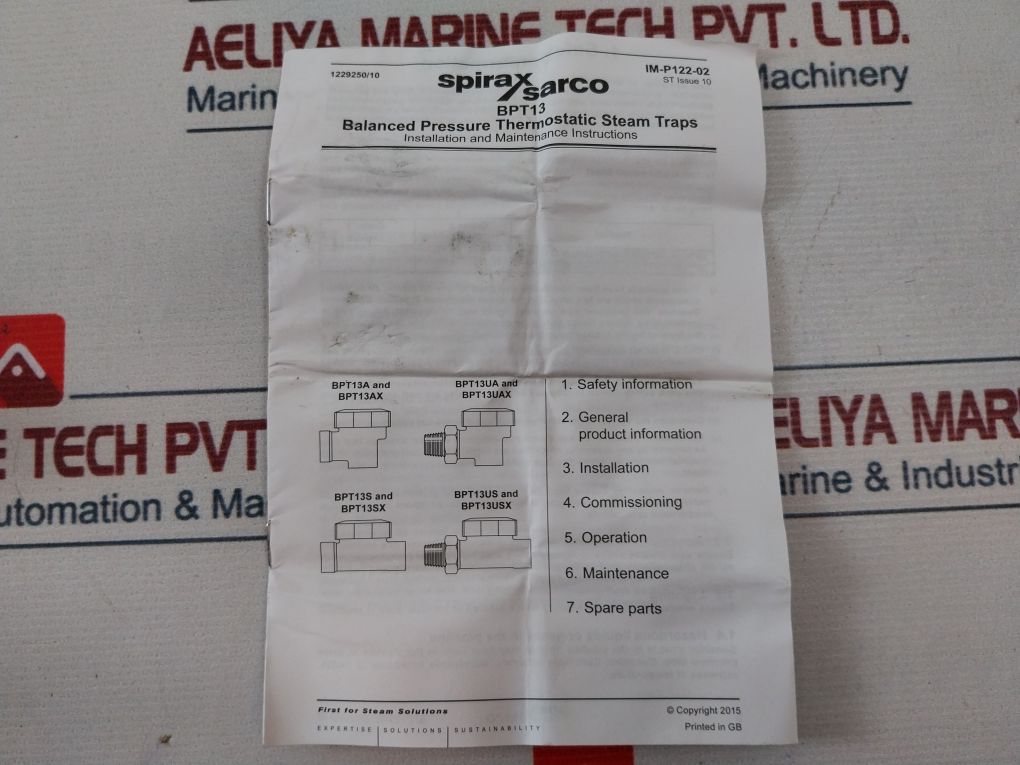 AELIYA MARINE TECH PVT. LTD.
Marin
Machinery
1229250/10
spirax sarco
IM-P122-02
ST Issue 10
BPT13
Balanced Pressure Thermostatic Steam Traps
Installation and Maintenance Instructions
BPT13A and
BPT13AX
BPT13UA and
BPT13UAX
BPT13S and
BPT13SX
BPT13US and
BPT13USX
1. Safety information
2. General
product information
3. Installation
4. Commissioning
5. Operation
6. Maintenance
7. Spare parts
E TECH PVT
utomation & Ma
AELIYA MAR
arine & Industri
First for Steam Solutions
EXPERTISE | SOLUTIONS | SUSTAINABILITY
© Copyright 2015
Printed in GB